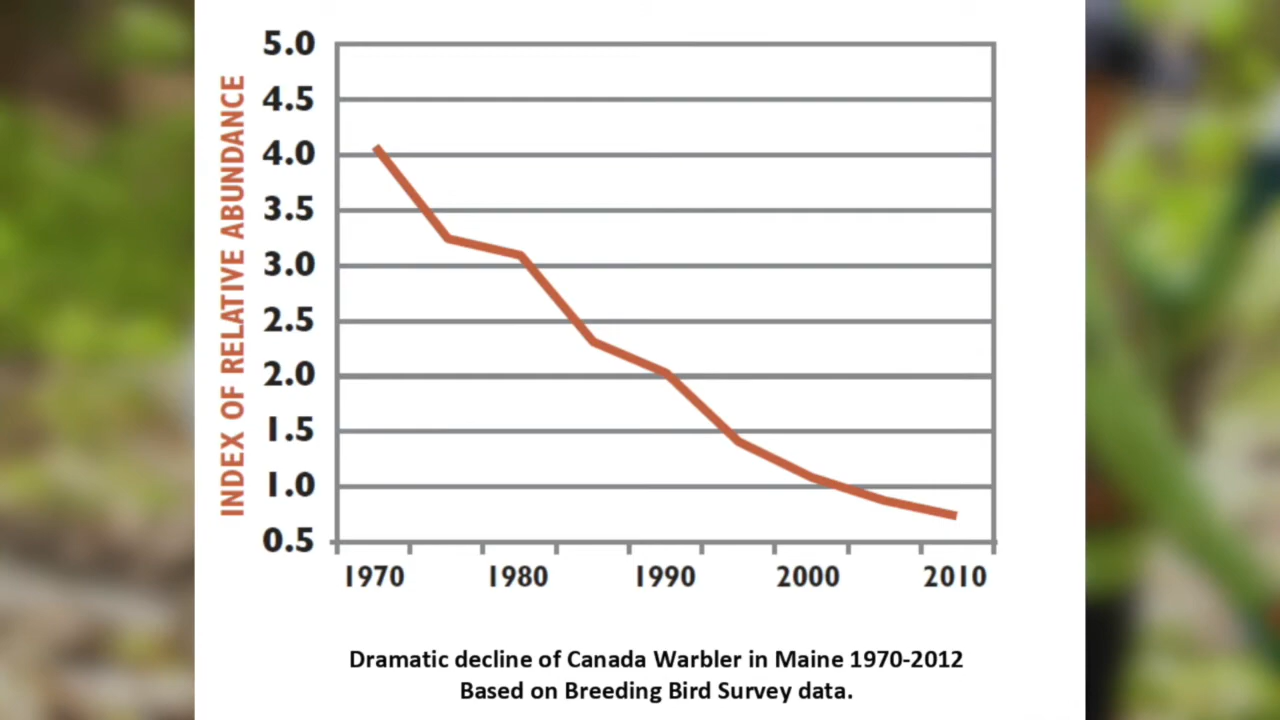 INDEX OF RELATIVE ABUNDANCE
5.0
4.5
4.0
3.5
3.0
2.5
2.0
1.5
1.0
0.5
1970 1980 1990 2000 2010
Dramatic decline of Canada Warbler in Maine 1970-2012
Based on Breeding Bird Survey data.